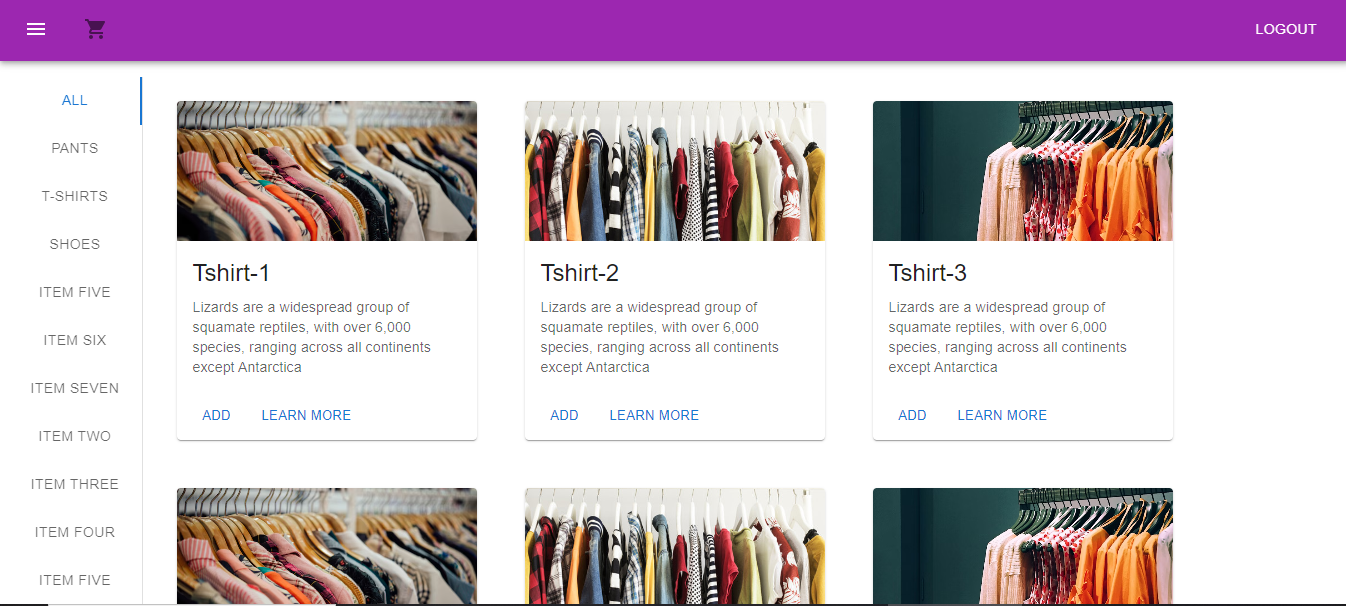 LOGOUT
ALL
PANTS
T-SHIRTS
SHOES
ITEM FIVE
ITEM SIX
ITEM SEVEN
ITEM TWO
ITEM THREE
ITEM FOUR
ITEM FIVE
Tshirt-1
Lizards are a widespread group of
squamate reptiles, with over 6,000
species, ranging across all continents
except Antarctica
ADD LEARN MORE
Tshirt-2
Lizards are a widespread group of
squamate reptiles, with over 6,000
species, ranging across all continents
except Antarctica
ADD LEARN MORE
Tshirt-3
Lizards are a widespread group of
squamate reptiles, with over 6,000
species, ranging across all continents
except Antarctica
ADD LEARN MORE